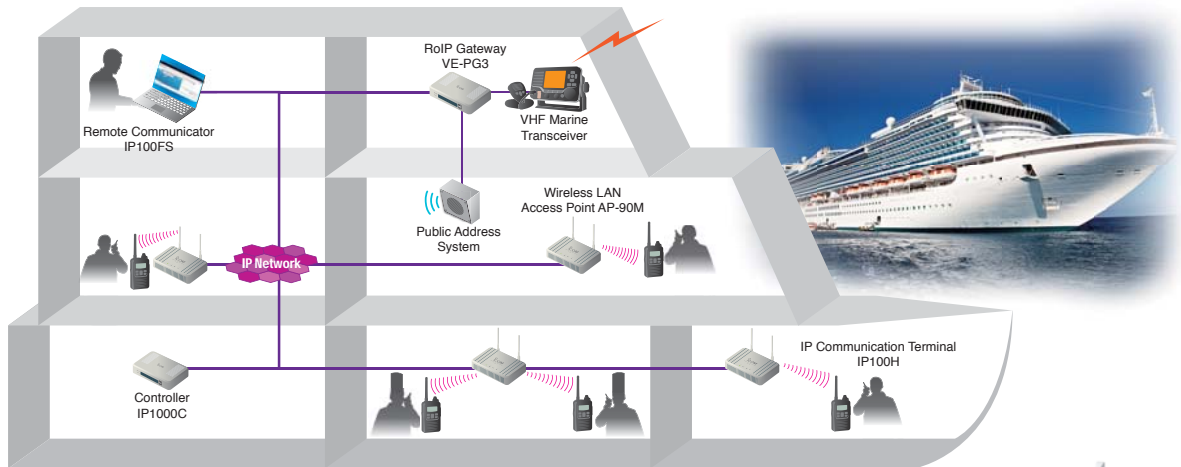 RoIP Gateway
VE-PG3
Remote Communicator
IP100FS
VHF Marine
Transceiver
Wireless LAN
Access Point AP-90M
Public Address
System
IP Network
IP Communication Terminal
IP100H
Controller
IP1000C